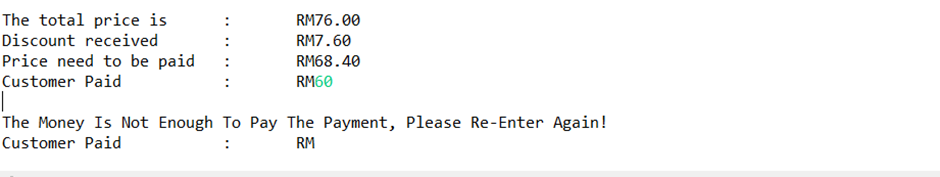 The total price is : RM76.00
Discount received : RM7.60
Price need to be paid : RM68.40
Customer Paid : RM60
The Money Is Not Enough To Pay The Payment, Please Re-Enter Again!
Customer Paid : RM